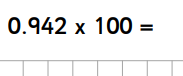 0.942 x 100 =